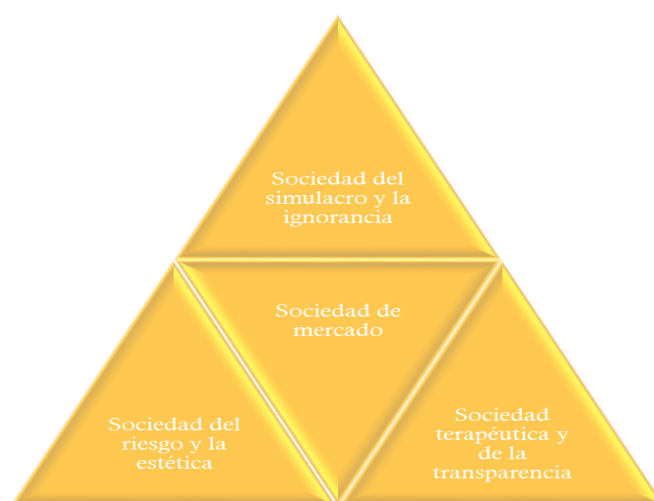 Sociedad del
simulacro y la
ignorancia
Sociedad de
mercado
Sociedad del
riesgo y la
estética
Sociedad
terapéutica y
de la
transparencia